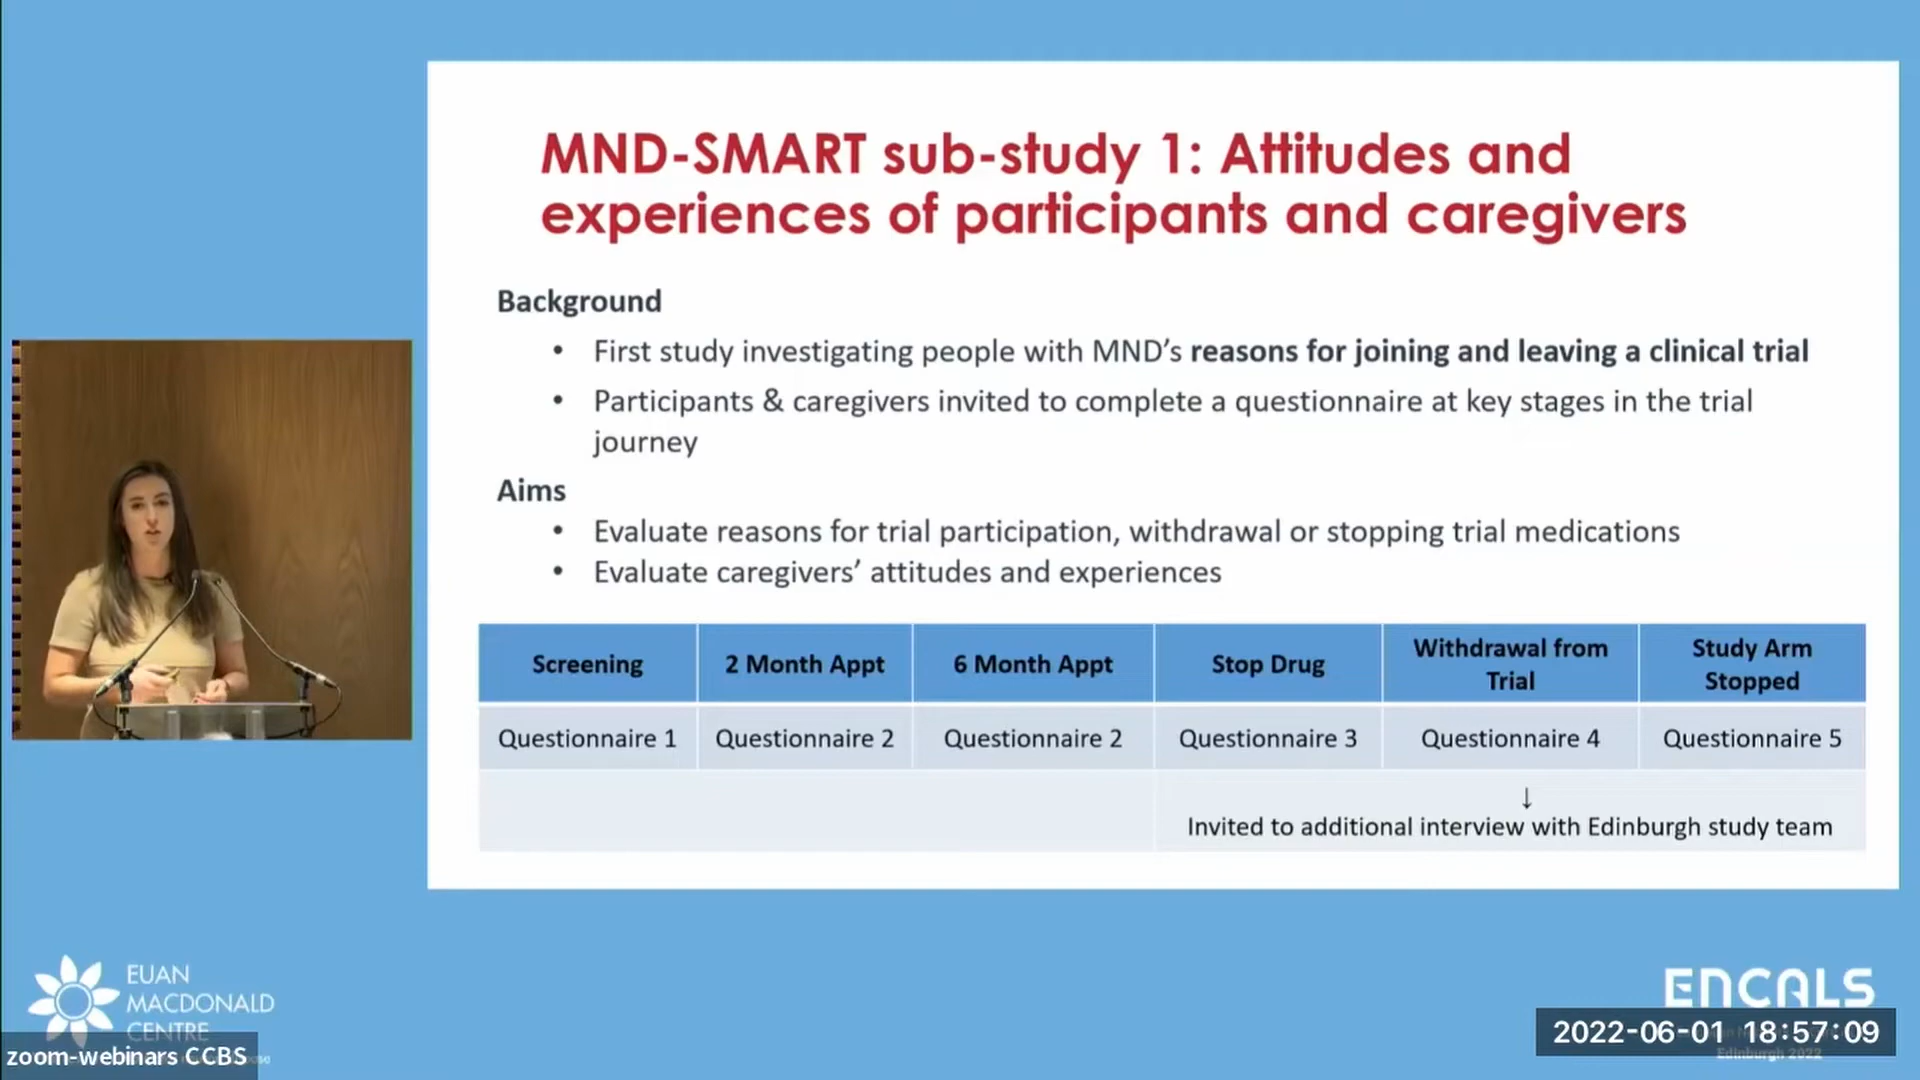 MND-SMART sub-study 1: Attitudes and
experiences of participants and caregivers
Background
• First study investigating people with MND's reasons for joining and leaving a clinical trial
• Participants & caregivers invited to complete a questionnaire at key stages in the trial
journey
Aims
• Evaluate reasons for trial participation, withdrawal or stopping trial medications
• Evaluate caregivers' attitudes and experiences
Screening
2 Month Appt
6 Month Appt
Stop Drug
Withdrawal from
Trial
Study Arm
Stopped
Questionnaire 1
Questionnaire 2
Questionnaire 2
Questionnaire 3
Questionnaire 4
Questionnaire 5
↓
Invited to additional interview with Edinburgh study team
EUAN
MACDONALD
CENTRE
zoom-webinars CCBS
ENCALS
2022-06-01 18:57:09
Edinburgh 2022